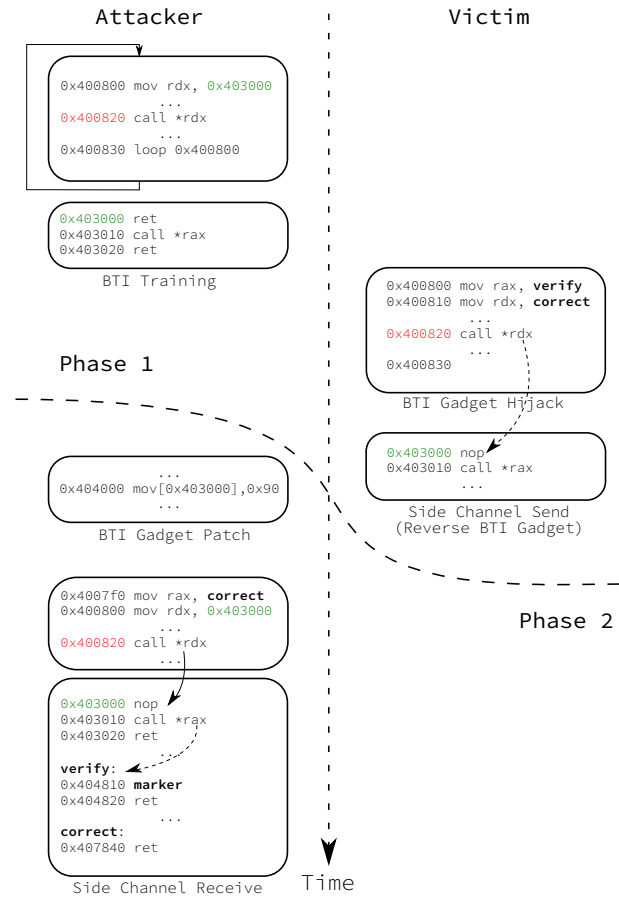 Attacker
Victim
0x400800 mov rdx, 0x403000
...
0x400820 call *rdx
...
0x400830 loop 0x400800
0x403000 ret
0x403010 call *rax
0x403020 ret
BTI Training
0x400800 mov rax, verify
0x400810 mov rdx, correct
...
0x400820 call *rdx
...
0x400830
BTI Gadget Hijack
Phase 1
0x403000 nop
0x403010 call *rax
...
Side Channel Send
(Reverse BTI Gadget)
...
0x404000 mov[0x403000],0x90
...
BTI Gadget Patch
Phase 2
0x4007f0 mov rax, correct
0x400800 mov rdx, 0x403000
...
0x400820 call *rdx
...
0x403000 nop
0x403010 call *rax
0x403020 ret
...
verify:
0x404810 marker
0x404820 ret
...
correct:
0x407840 ret
Side Channel Receive
Time